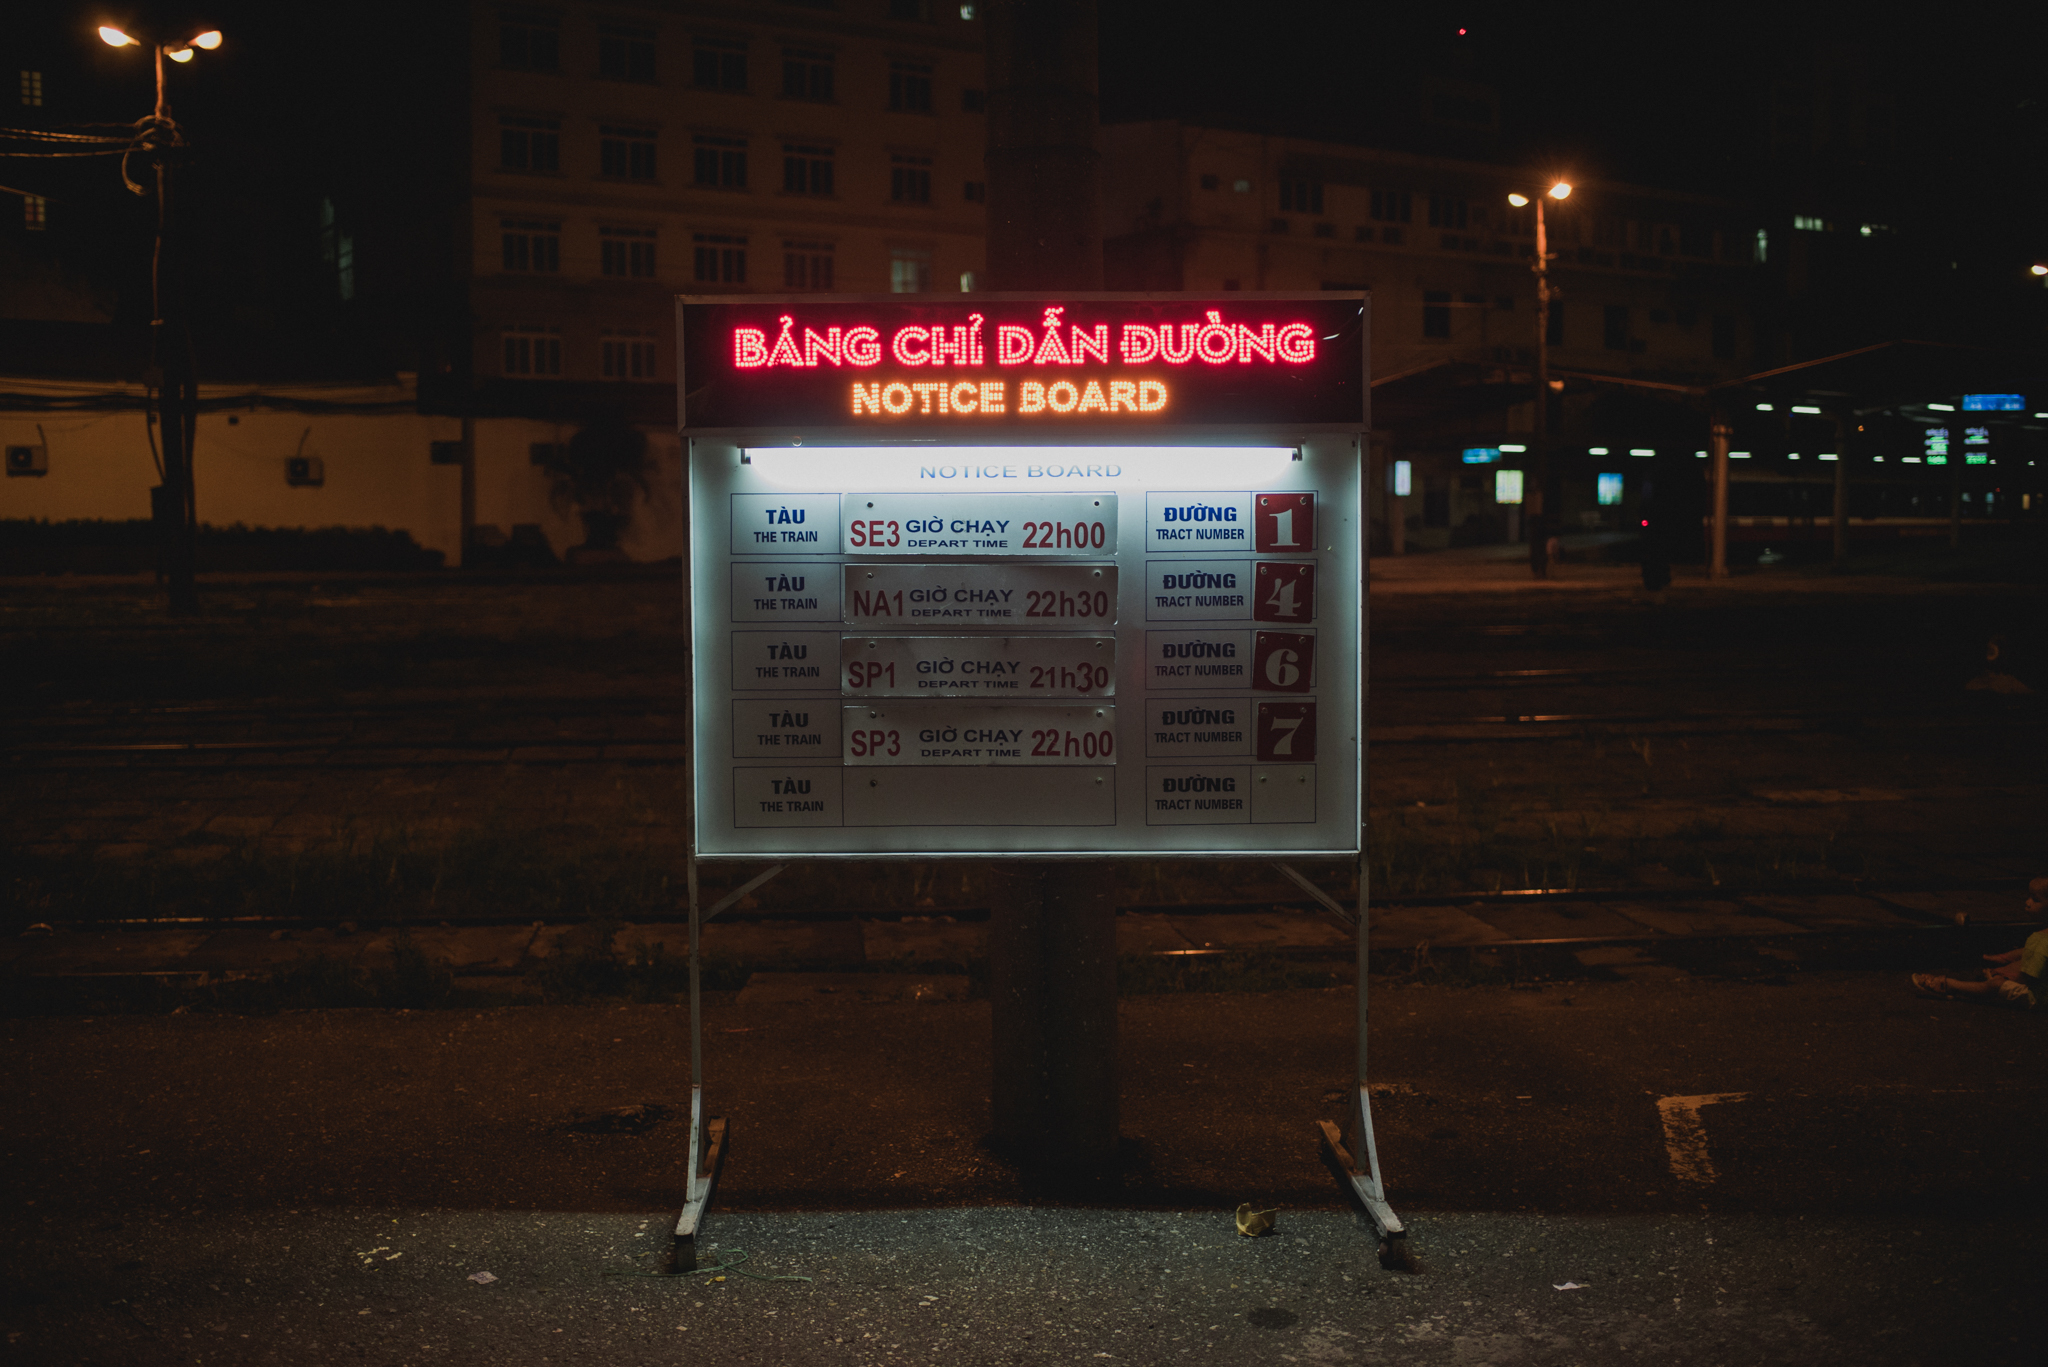 BẢNG CHỈ DẪN ĐƯỜNG
NOTICE BOARD
NOTICE BOARD
TÀU
THE TRAIN
SE3 GIỜ CHẠY 22h00
DEPART TIME
ĐƯỜNG
TRACT NUMBER
1
TÀU
THE TRAIN
NA1 GIỜ CHẠY 22h30
DEPART TIME
ĐƯỜNG
TRACT NUMBER
4
TÀU
THE TRAIN
SP1 GIỜ CHẠY 21h30
DEPART TIME
ĐƯỜNG
TRACT NUMBER
6
TÀU
THE TRAIN
SP3 GIỜ CHẠY 22h00
DEPART TIME
ĐƯỜNG
TRACT NUMBER
7
TÀU
THE TRAIN
ĐƯỜNG
TRACT NUMBER